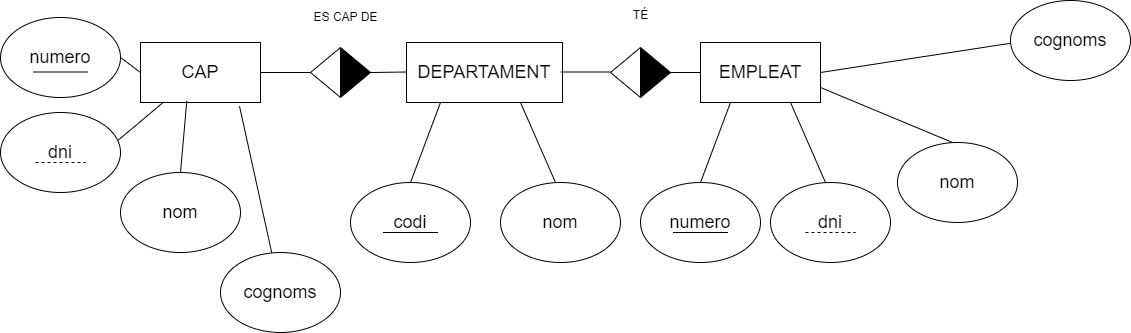 ES CAP DE
TÉ
cognoms
numero
CAP
DEPARTAMENT
EMPLEAT
dni
nom
nom
codi
nom
numero
dni
cognoms